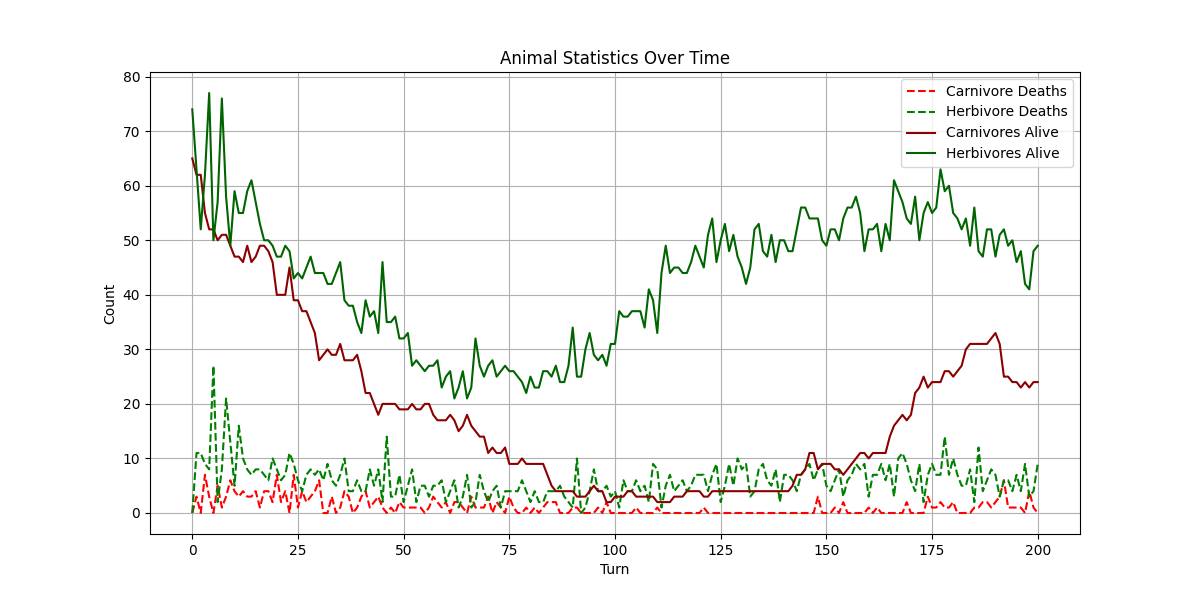 Animal Statistics Over Time
80
70
60
50
40
30
20
10
0
Count
Carnivore Deaths
Herbivore Deaths
Carnivores Alive
Herbivores Alive
0 25 50 75 100 125 150 175 200
Turn